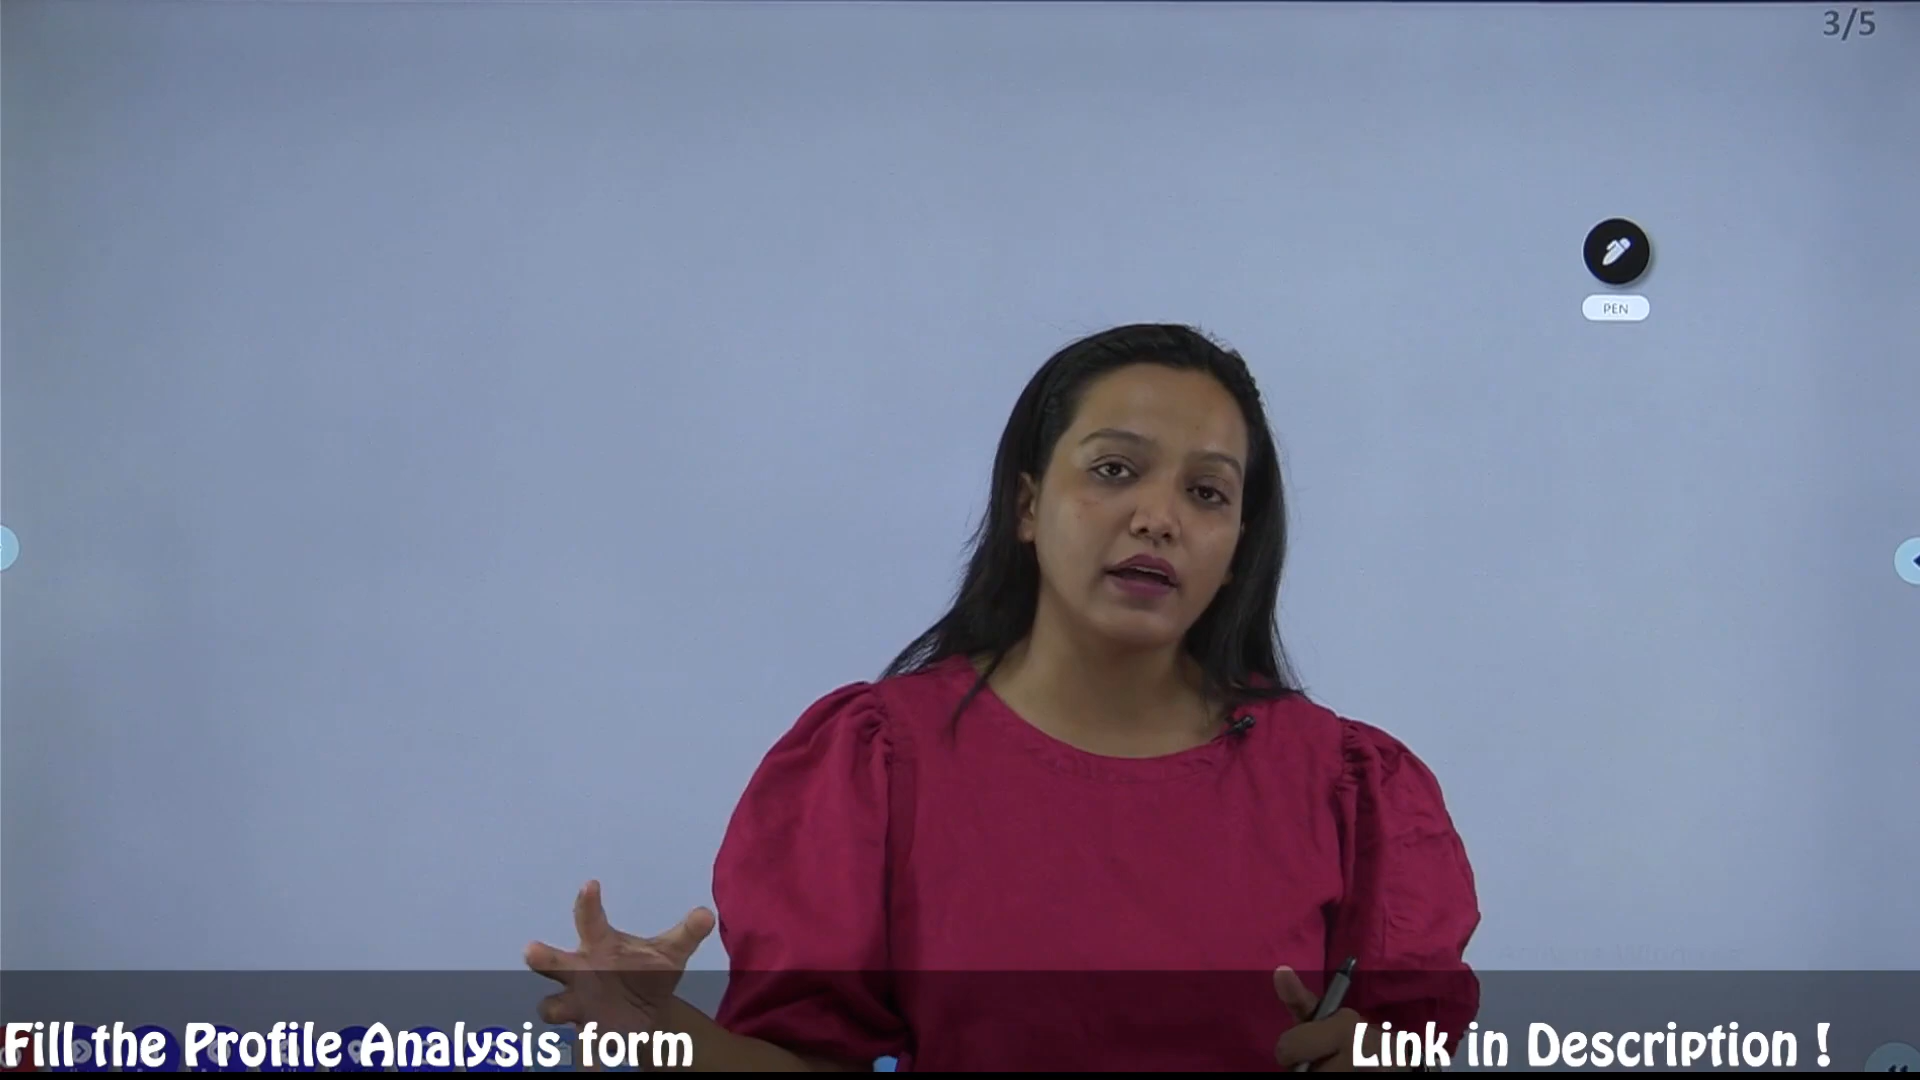 3/5
PEN
Fill the Profile Analysis form
Link in Description !